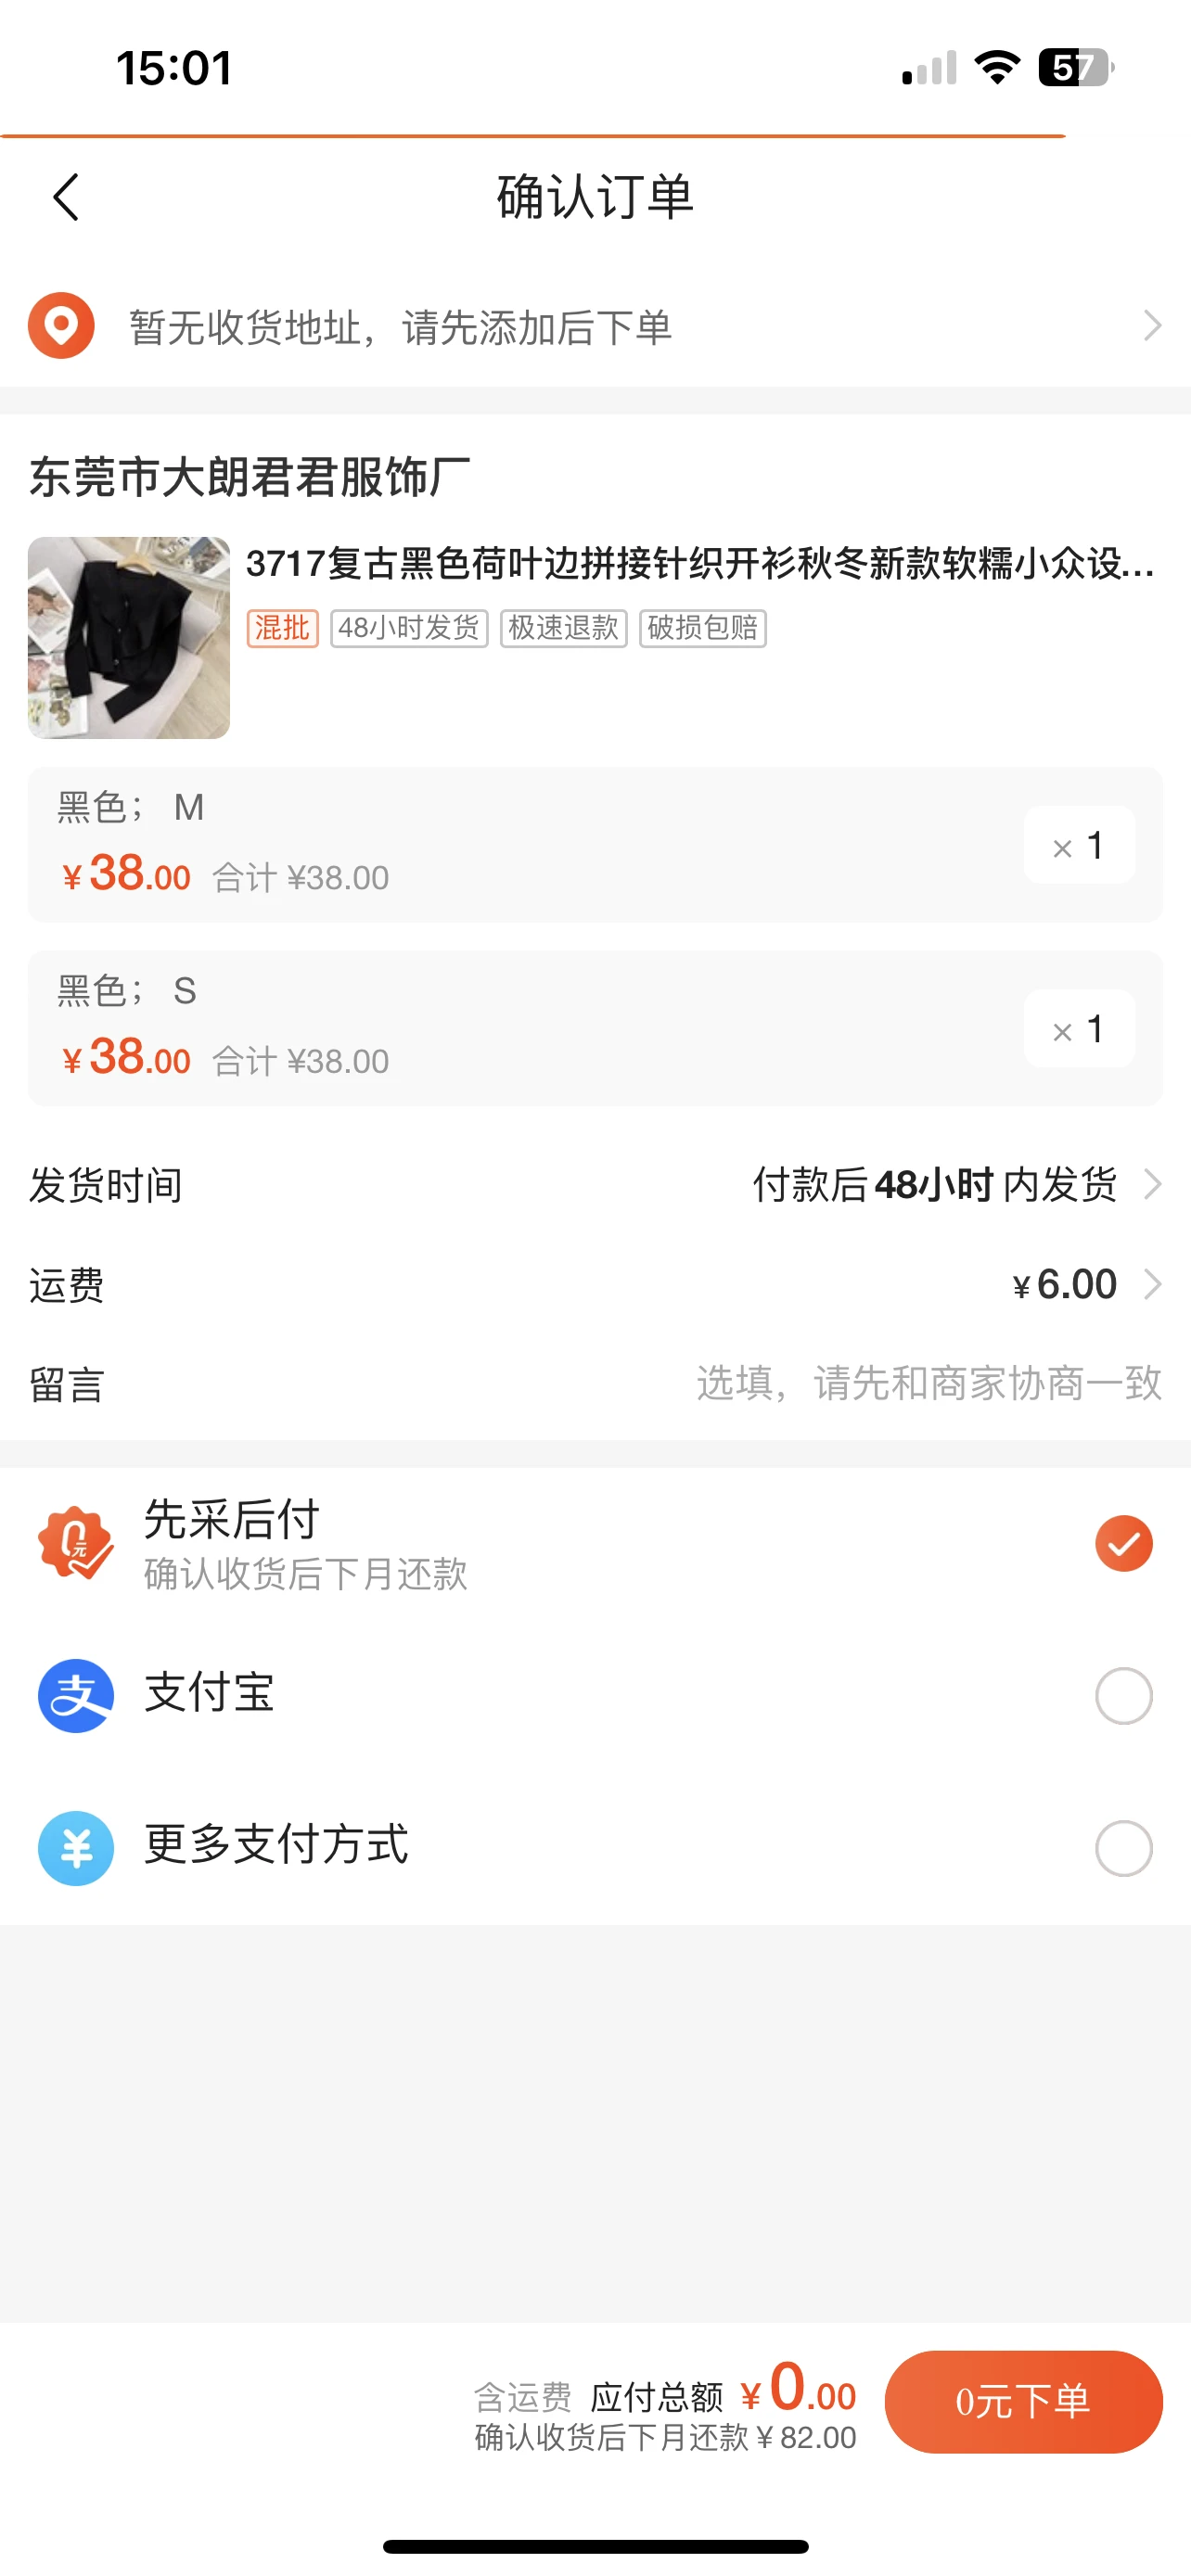 15:01
57
确认订单
暂无收货地址，请先添加后下单
东莞市大朗君君服饰厂
3717复古黑色荷叶边拼接针织开衫秋冬新款软糯小众设...
混批 48小时发货 极速退款 破损包赔
黑色； M
¥38.00 合计 ¥38.00
× 1
黑色； S
¥38.00 合计 ¥38.00
× 1
发货时间 付款后48小时内发货
运费 ¥6.00
留言 选填，请先和商家协商一致
0元
先采后付
确认收货后下月还款
支 支付宝
¥ 更多支付方式
含运费 应付总额 ¥0.00
确认收货后下月还款¥82.00
0元下单